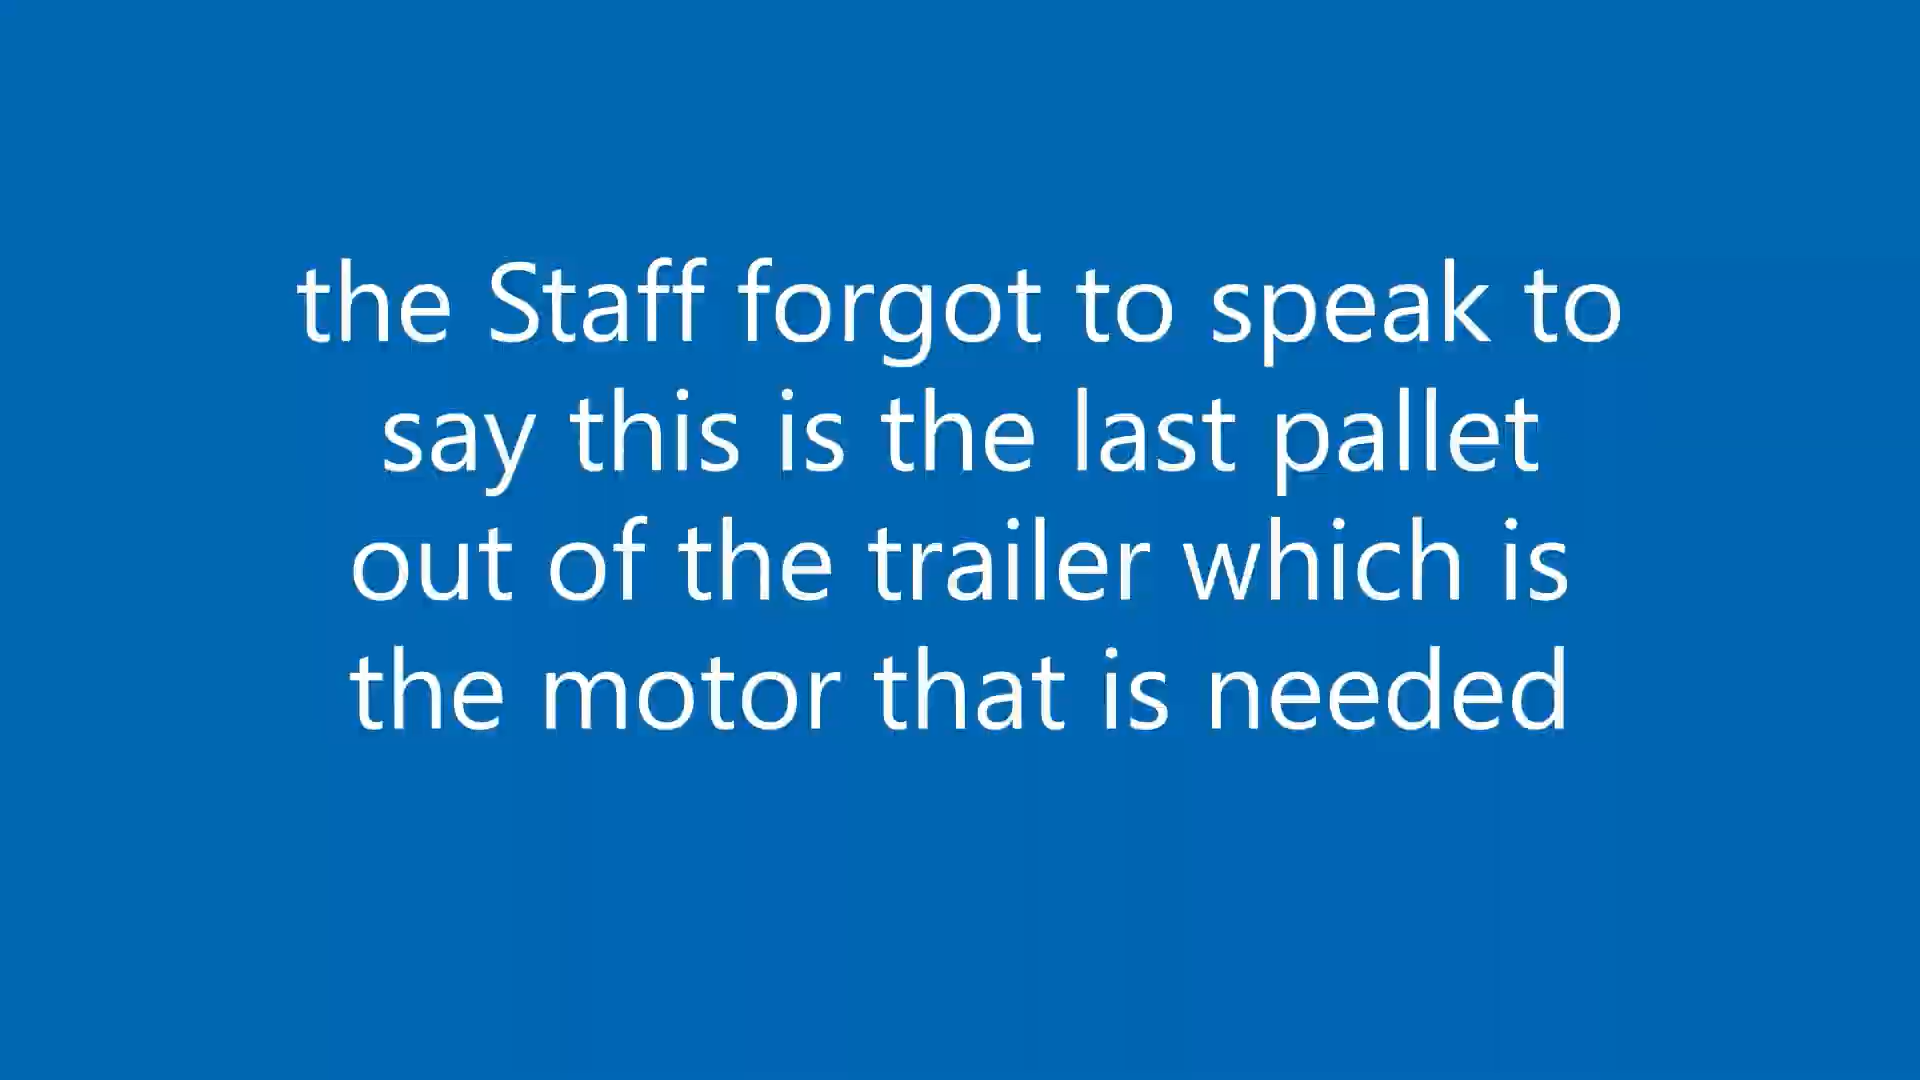 the Staff forgot to speak to
say this is the last pallet
out of the trailer which is
the motor that is needed